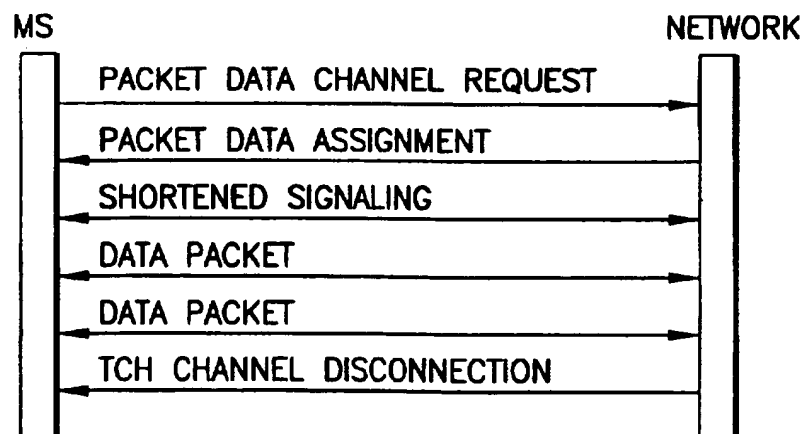 MS
NETWORK
PACKET DATA CHANNEL REQUEST
PACKET DATA ASSIGNMENT
SHORTENED SIGNALING
DATA PACKET
DATA PACKET
TCH CHANNEL DISCONNECTION